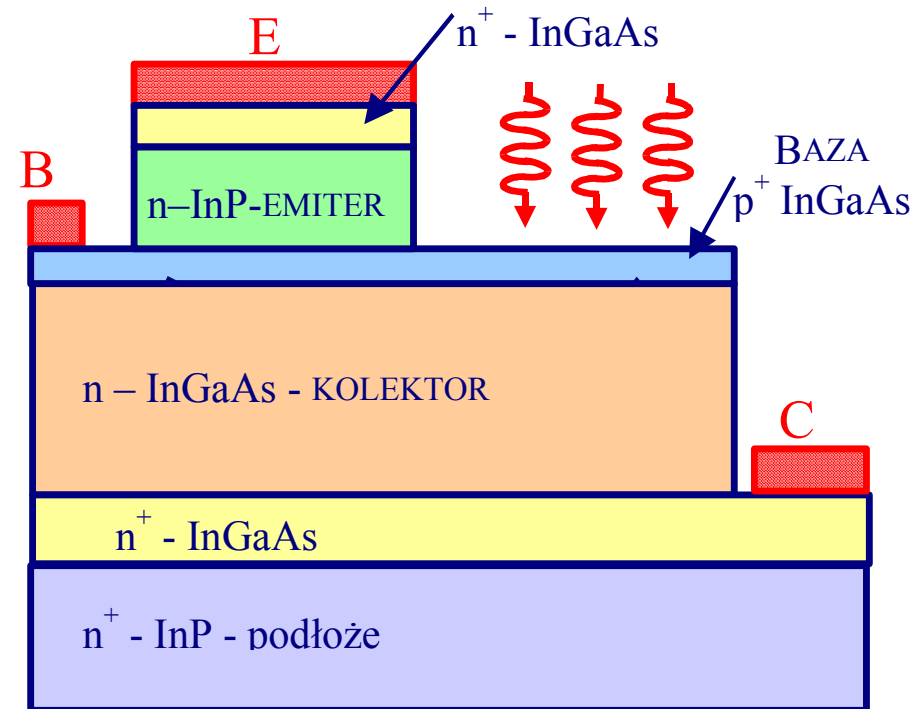 E
n⁺ - InGaAs
B
n–InP-EMITER
BAZA
p⁺ InGaAs
n – InGaAs - KOLEKTOR
C
n⁺ - InGaAs
n⁺ - InP - podłoże